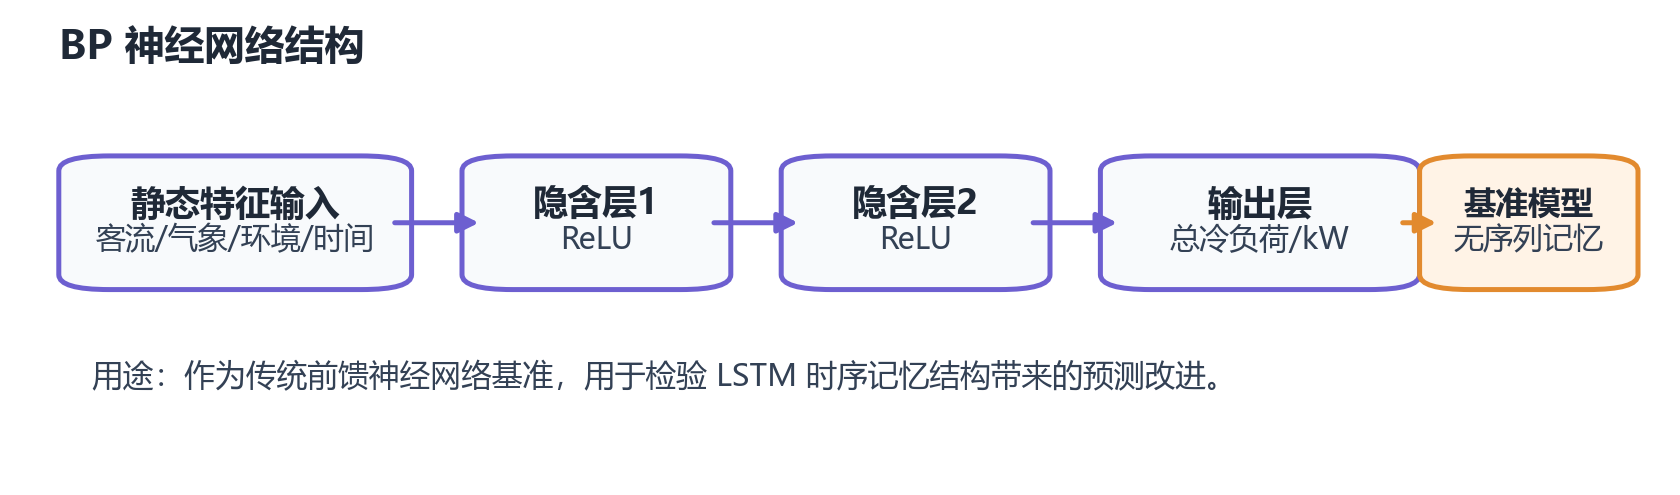 BP 神经网络结构
静态特征输入
客流/气象/环境/时间
隐含层1
ReLU
隐含层2
ReLU
输出层
总冷负荷/kW
基准模型
无序列记忆
用途：作为传统前馈神经网络基准，用于检验 LSTM 时序记忆结构带来的预测改进。